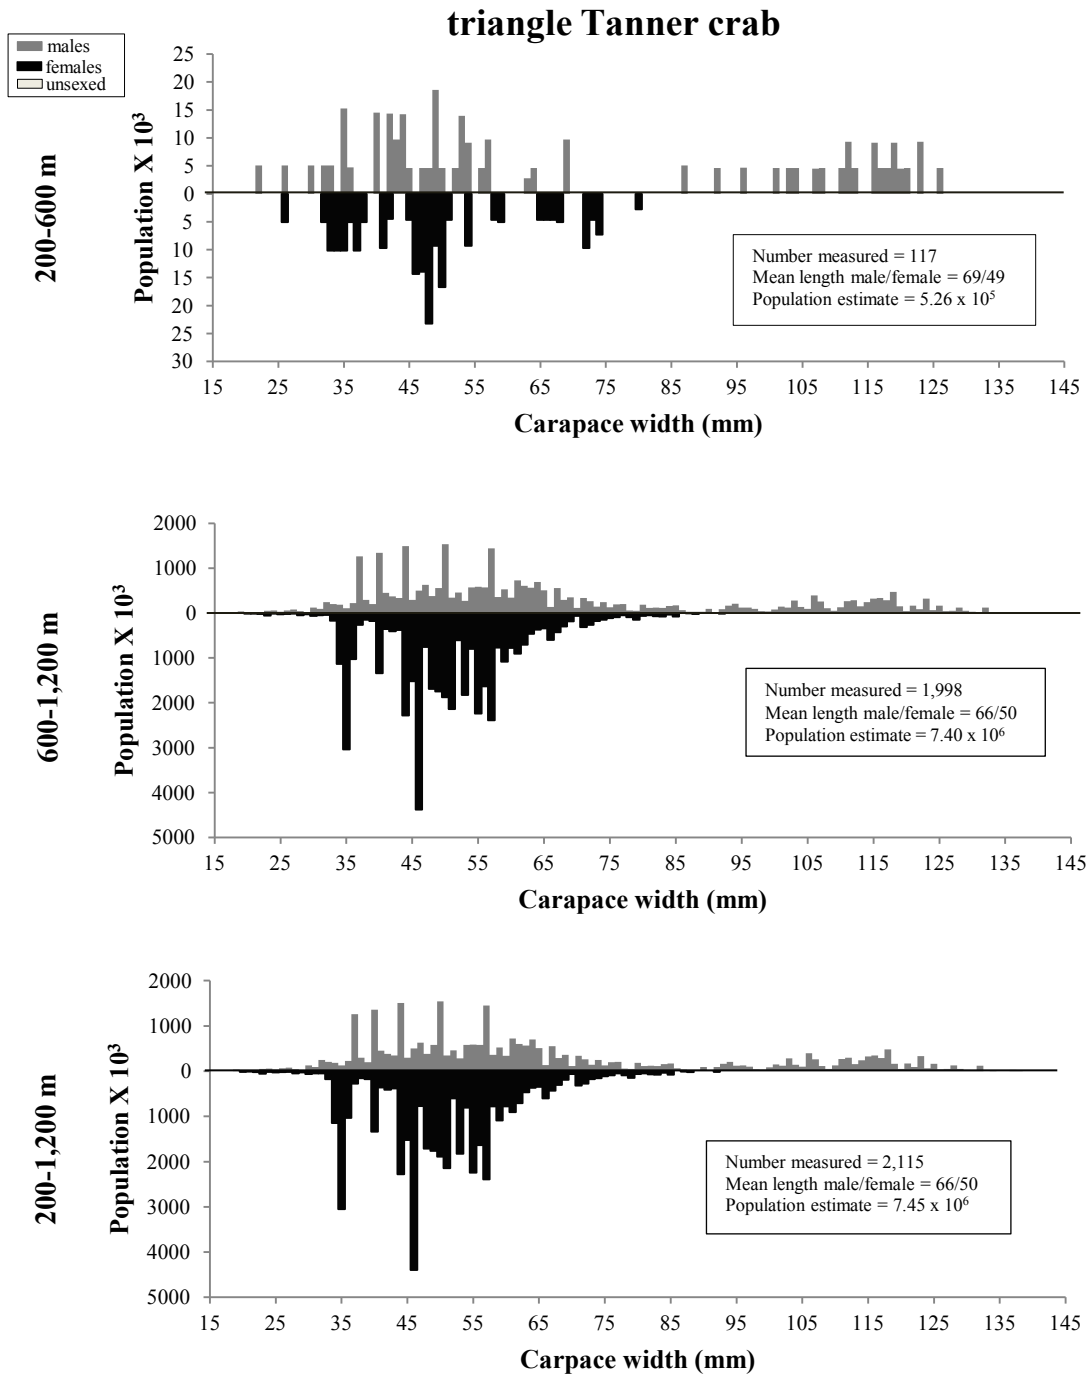 triangle Tanner crab
males
females
unsexed
200-600 m
Population X 10³
25
20
15
10
5
0
5
10
15
20
25
30
15 25 35 45 55 65 75 85 95 105 115 125 135 145
Carapace width (mm)
Number measured = 117
Mean length male/female = 69/49
Population estimate = 5.26 x 10⁵
600-1,200 m
Population X 10³
2000
1000
0
1000
2000
3000
4000
5000
15 25 35 45 55 65 75 85 95 105 115 125 135 145
Carapace width (mm)
Number measured = 1,998
Mean length male/female = 66/50
Population estimate = 7.40 x 10⁶
200-1,200 m
Population X 10³
2000
1000
0
1000
2000
3000
4000
5000
15 25 35 45 55 65 75 85 95 105 115 125 135 145
Carpace width (mm)
Number measured = 2,115
Mean length male/female = 66/50
Population estimate = 7.45 x 10⁶